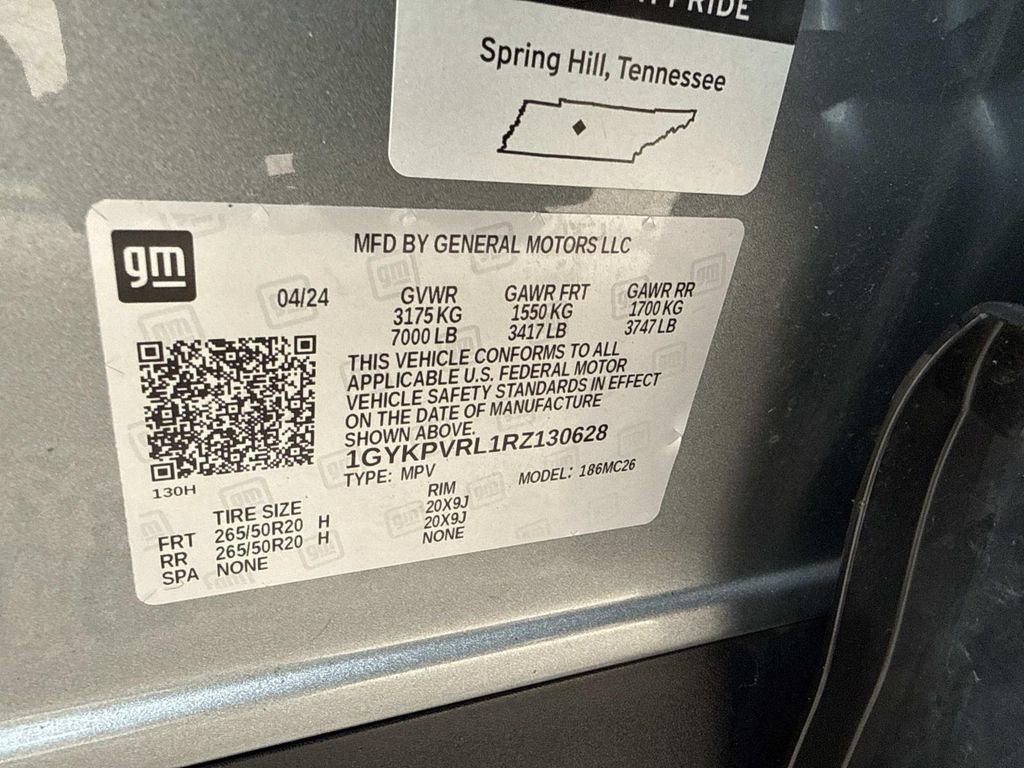 RIDE
Spring Hill, Tennessee
gm
MFD BY GENERAL MOTORS LLC
04/24 GVWR GAWR FRT GAWR RR
3175 KG 1550 KG 1700 KG
7000 LB 3417 LB 3747 LB
THIS VEHICLE CONFORMS TO ALL
APPLICABLE U.S. FEDERAL MOTOR
VEHICLE SAFETY STANDARDS IN EFFECT
ON THE DATE OF MANUFACTURE
SHOWN ABOVE.
1GYKPVRL1RZ130628
TYPE: MPV MODEL: 186MC26
130H
TIRE SIZE RIM
FRT 265/50R20 H 20X9J
RR 265/50R20 H 20X9J
SPA NONE NONE